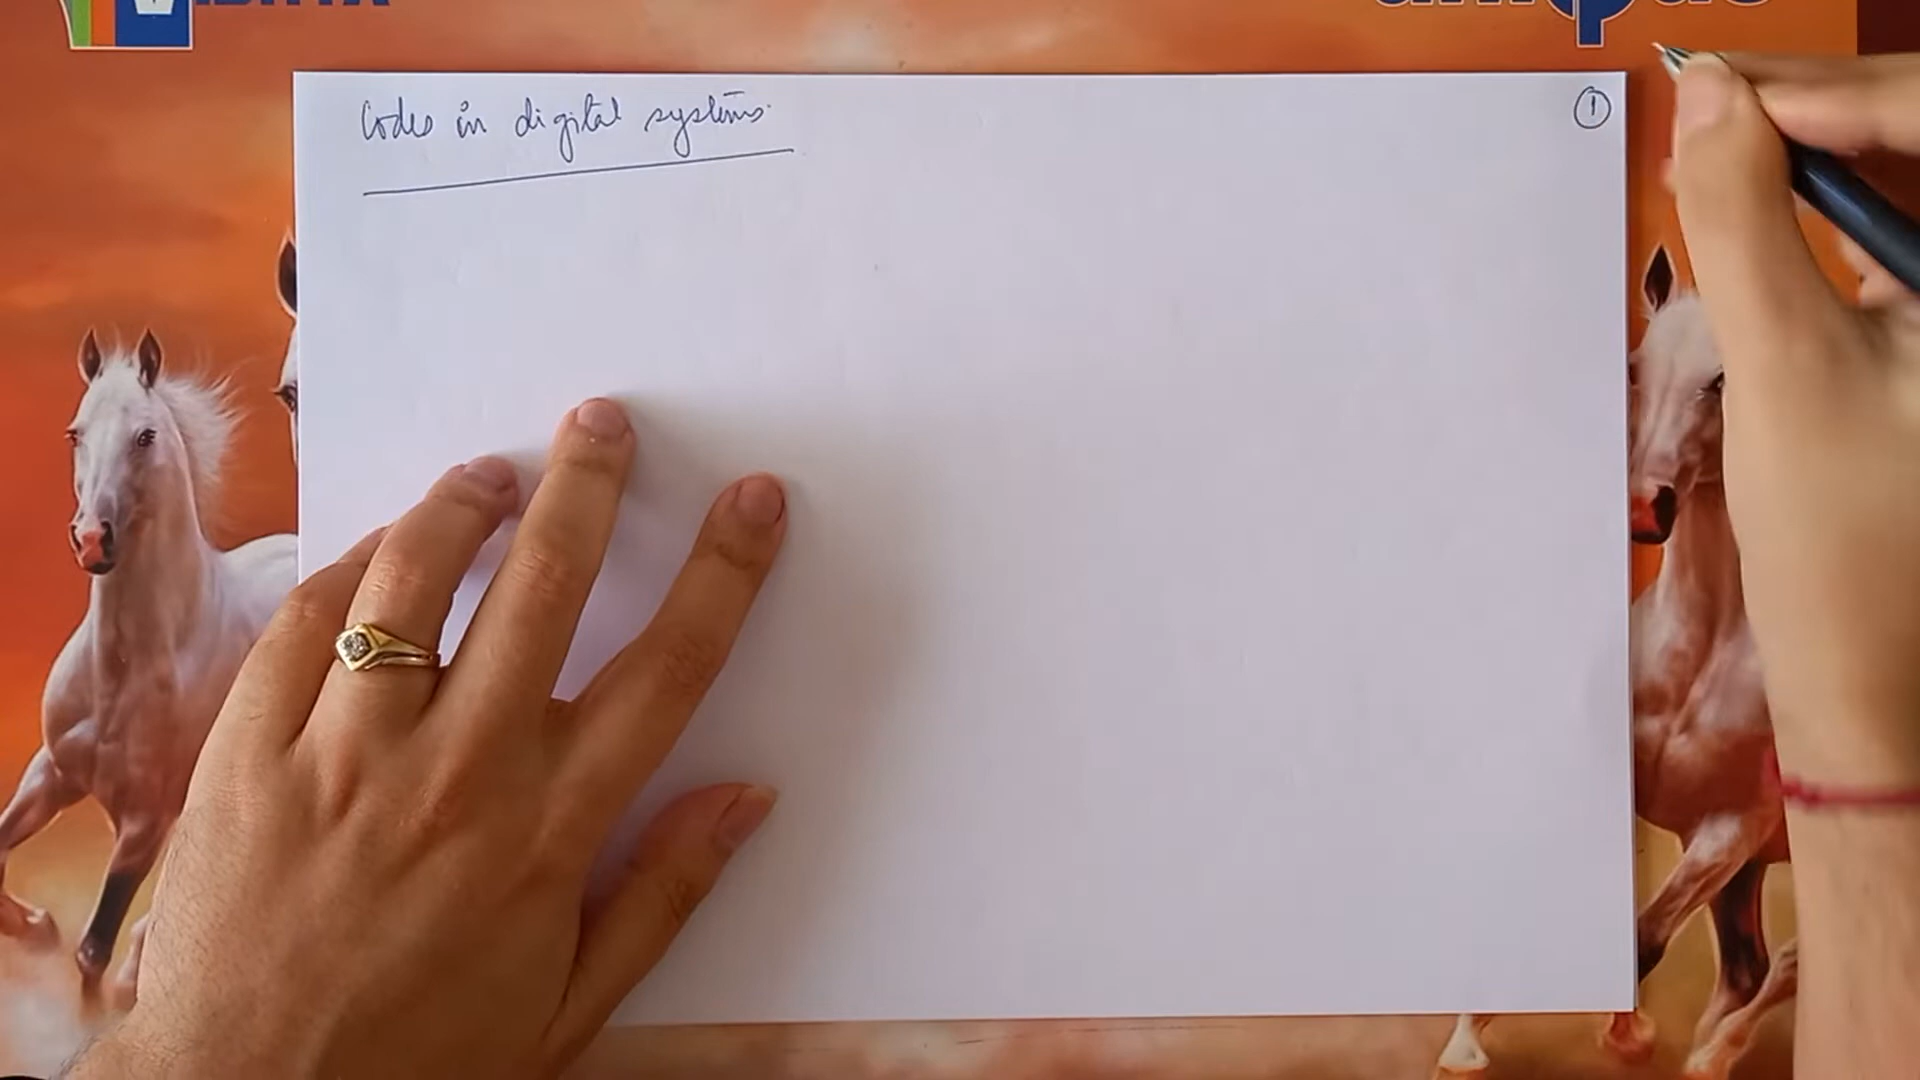 Codes in digital systems.
1